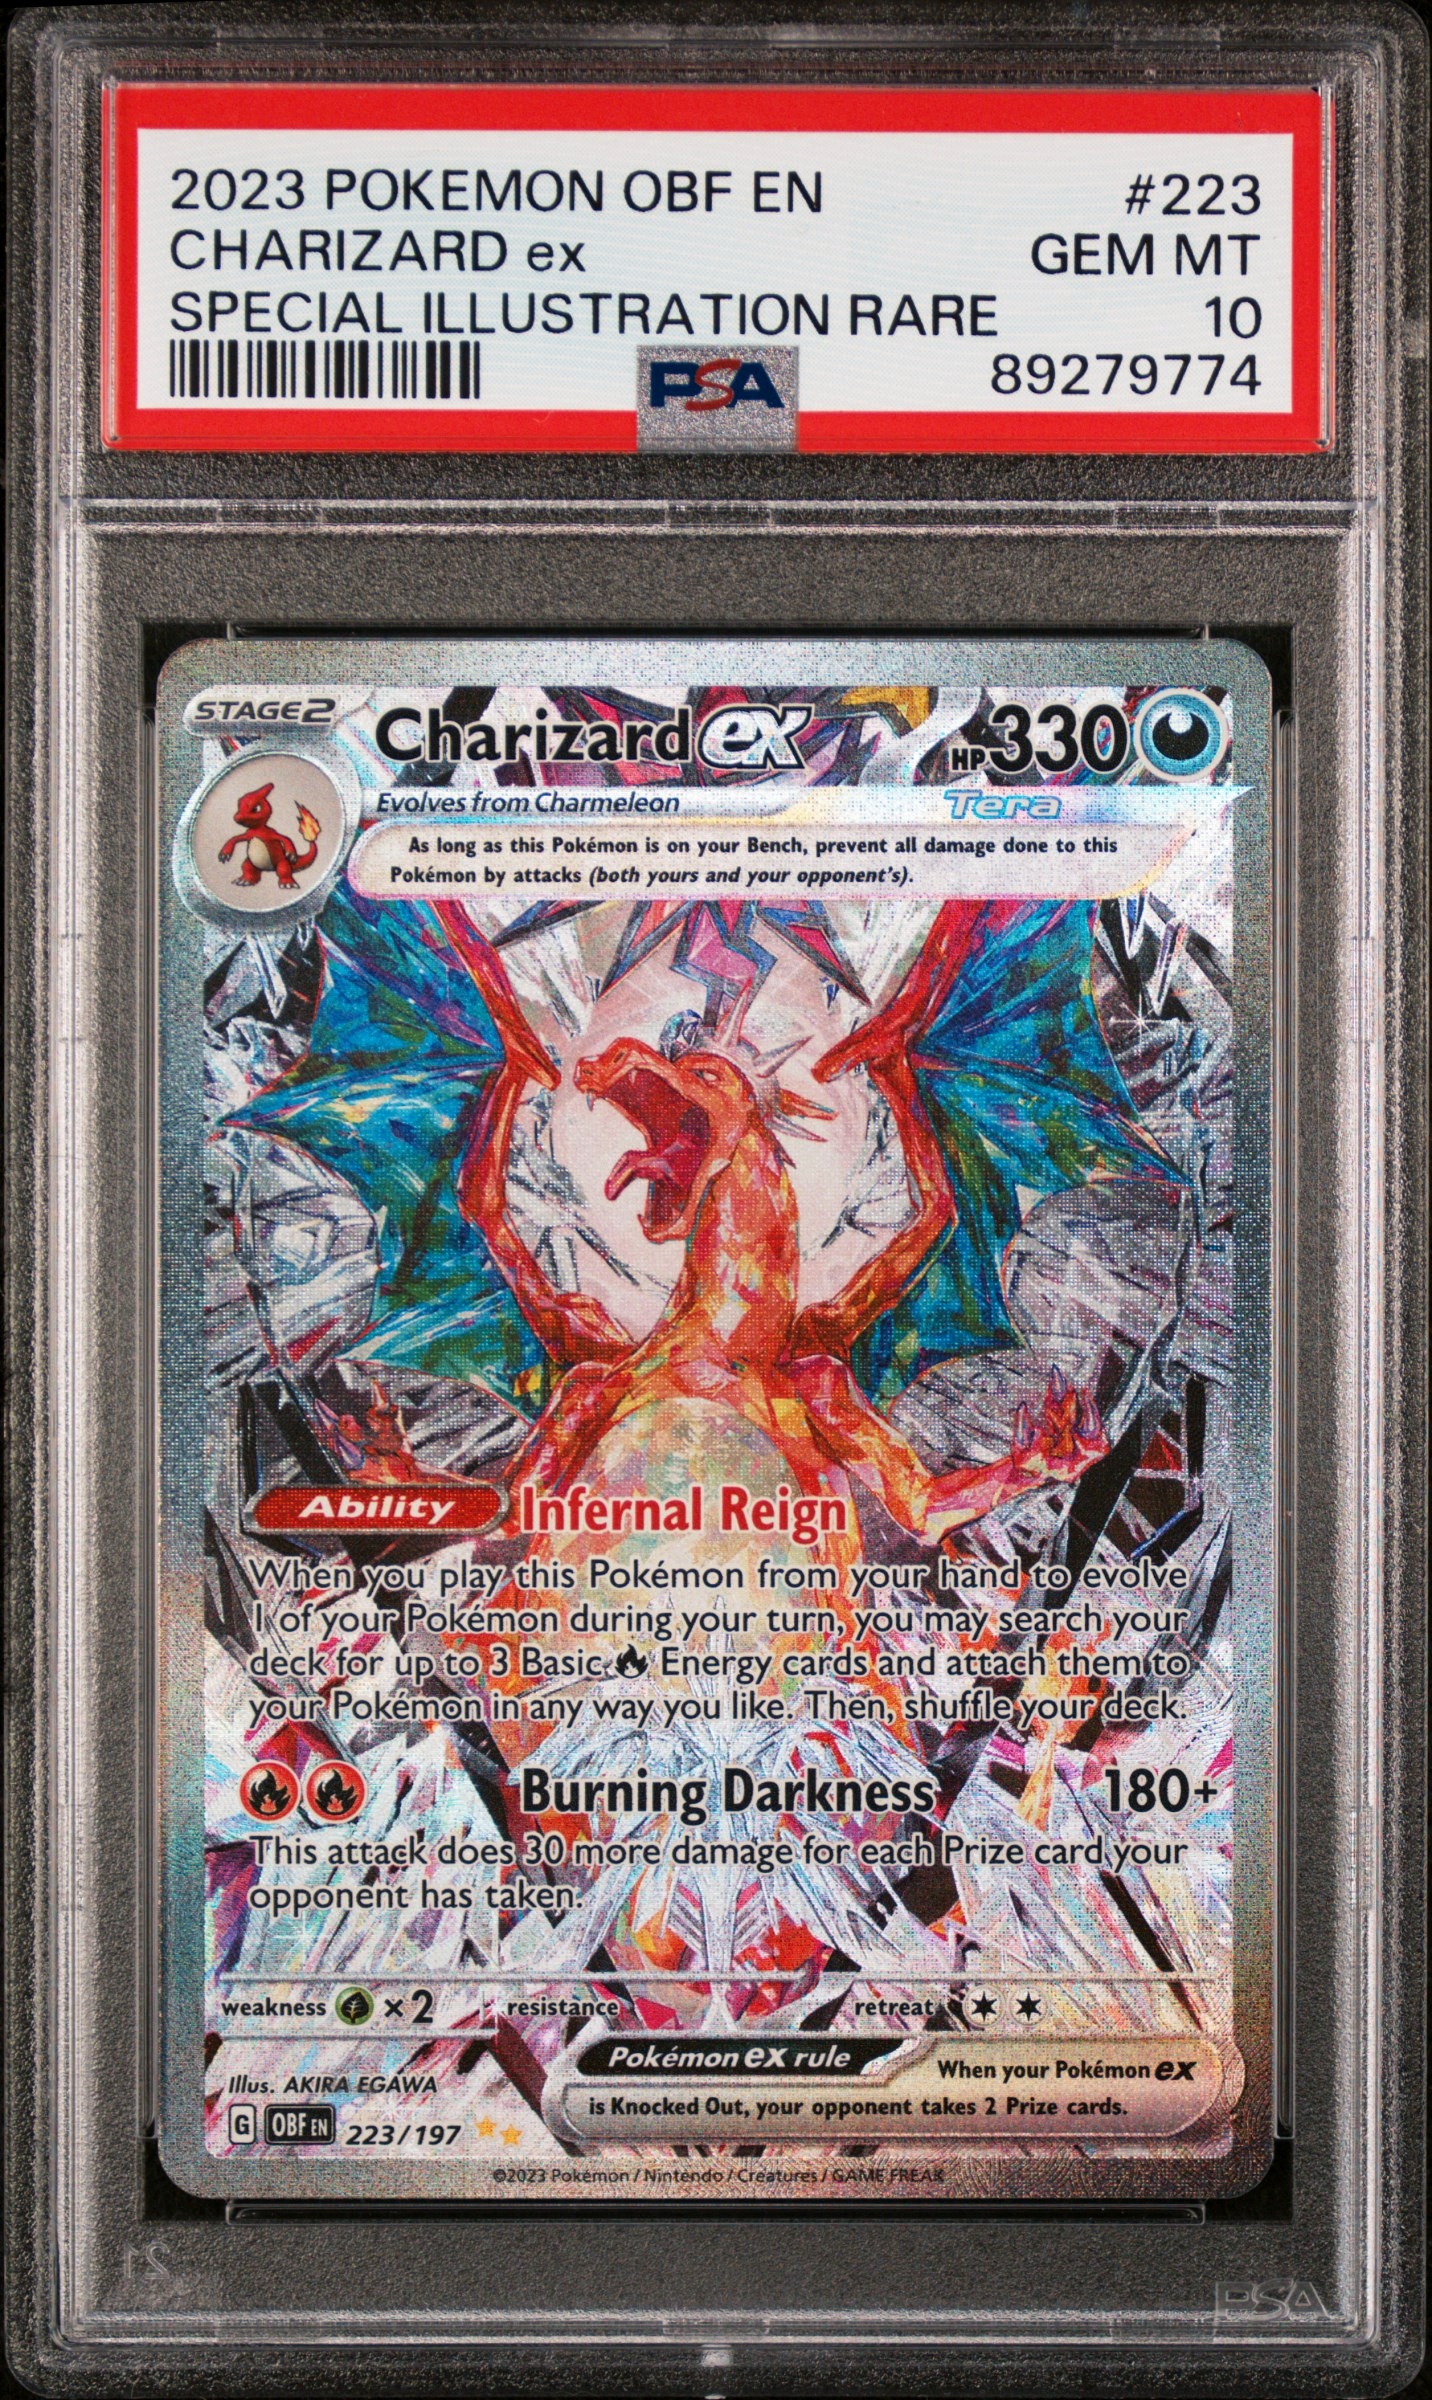 2023 POKEMON OBF EN #223
CHARIZARD ex GEM MT
SPECIAL ILLUSTRATION RARE 10
PSA 89279774
STAGE2 Charizard ex HP330
Evolves from Charmeleon Tera
As long as this Pokémon is on your Bench, prevent all damage done to this
Pokémon by attacks (both yours and your opponent's).
Ability Infernal Reign
When you play this Pokémon from your hand to evolve
1 of your Pokémon during your turn, you may search your
deck for up to 3 Basic Energy cards and attach them to
your Pokémon in any way you like. Then, shuffle your deck.
Burning Darkness 180+
This attack does 30 more damage for each Prize card your
opponent has taken.
weakness ×2 resistance retreat
Pokémon ex rule When your Pokémon ex
is Knocked Out, your opponent takes 2 Prize cards.
Illus. AKIRA EGAWA
G OBF EN 223/197
©2023 Pokémon / Nintendo / Creatures / GAME FREAK
21 PSA